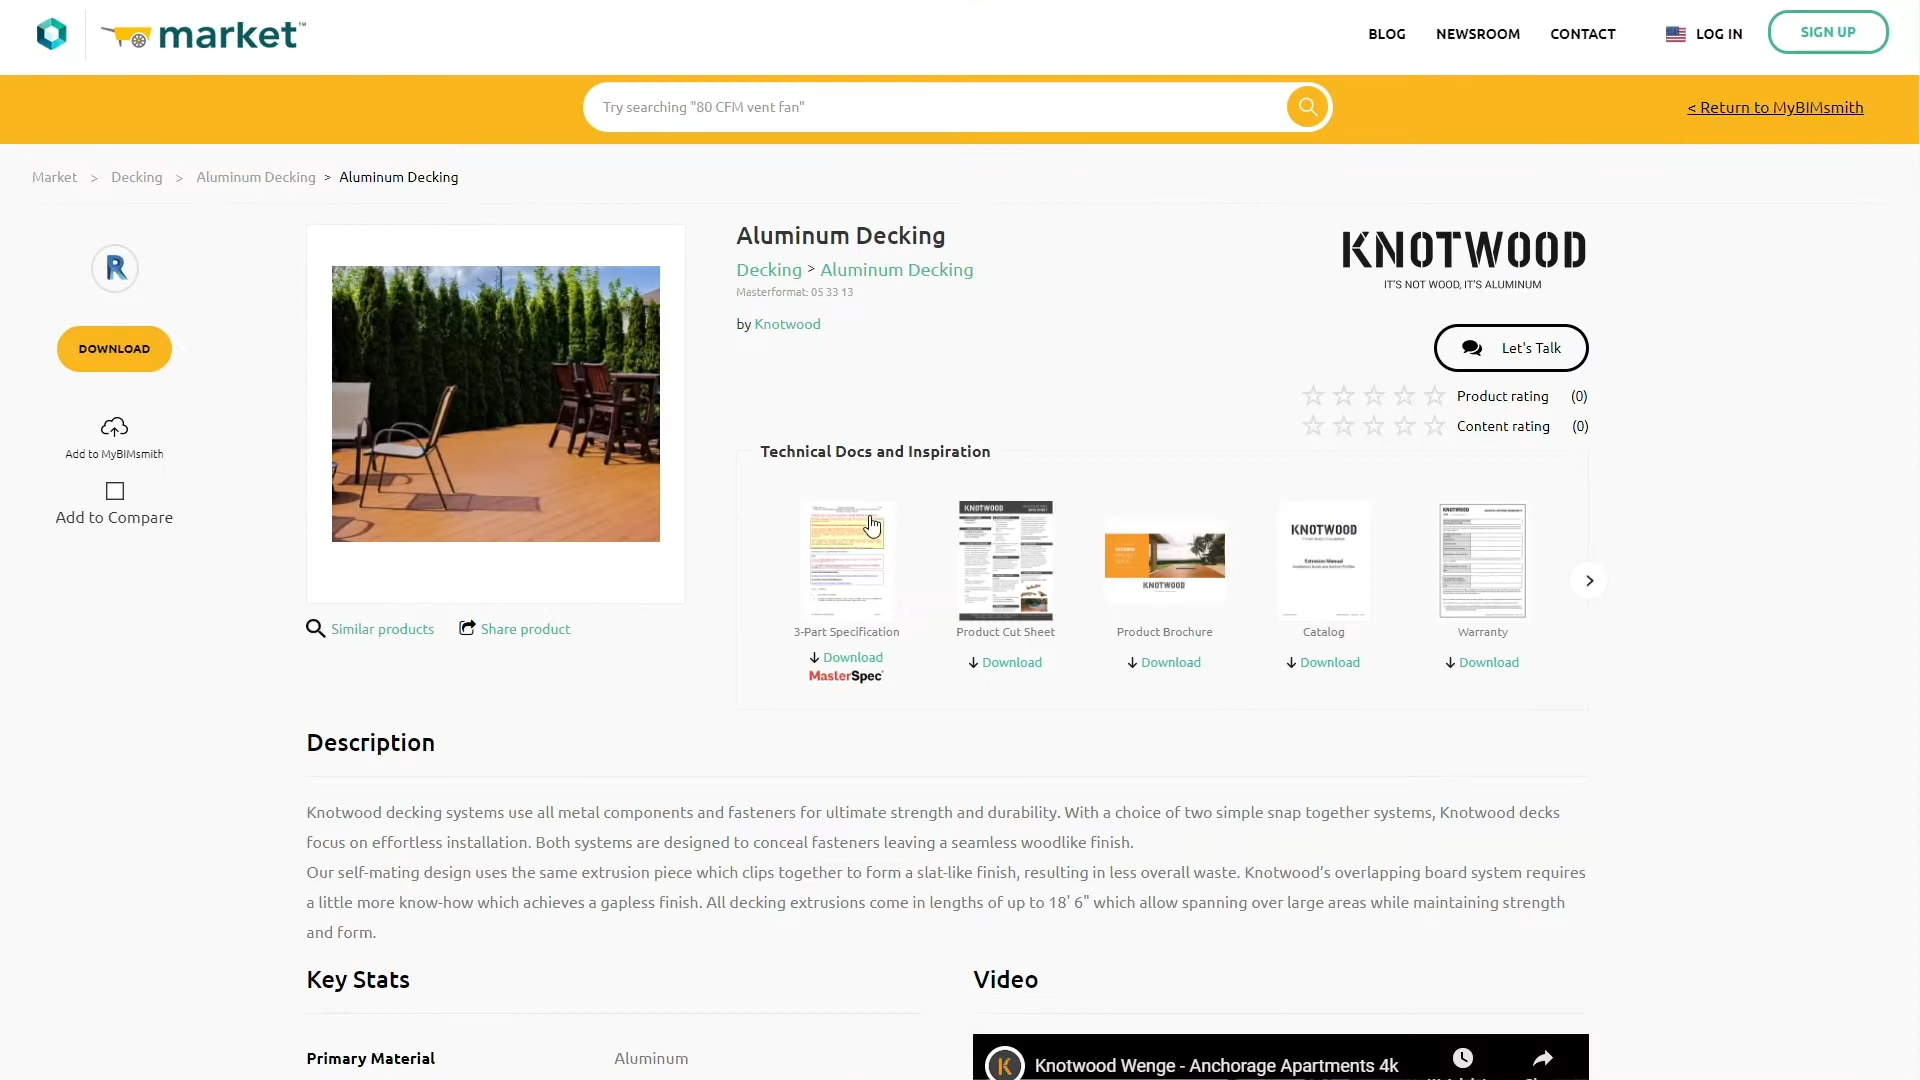 market™
BLOG
NEWSROOM
CONTACT
LOG IN
SIGN UP
Try searching "80 CFM vent fan"
< Return to MyBIMsmith
Market > Decking > Aluminum Decking > Aluminum Decking
R
DOWNLOAD
Add to MyBIMsmith
Add to Compare
Similar products
Share product
Aluminum Decking
Decking > Aluminum Decking
Masterformat: 05 33 13
by Knotwood
KNOTWOOD
IT'S NOT WOOD, IT'S ALUMINUM
Let's Talk
Product rating (0)
Content rating (0)
Technical Docs and Inspiration
KNOTWOOD
KNOTWOOD
KNOTWOOD
Extrusion Manual
KNOTWOOD
3-Part Specification
Product Cut Sheet
Product Brochure
Catalog
Warranty
Download
Download
Download
Download
Download
MasterSpec
Description
Knotwood decking systems use all metal components and fasteners for ultimate strength and durability. With a choice of two simple snap together systems, Knotwood decks
focus on effortless installation. Both systems are designed to conceal fasteners leaving a seamless woodlike finish.
Our self-mating design uses the same extrusion piece which clips together to form a slat-like finish, resulting in less overall waste. Knotwood’s overlapping board system requires
a little more know-how which achieves a gapless finish. All decking extrusions come in lengths of up to 18' 6" which allow spanning over large areas while maintaining strength
and form.
Key Stats
Primary Material
Aluminum
Video
K
Knotwood Wenge - Anchorage Apartments 4k